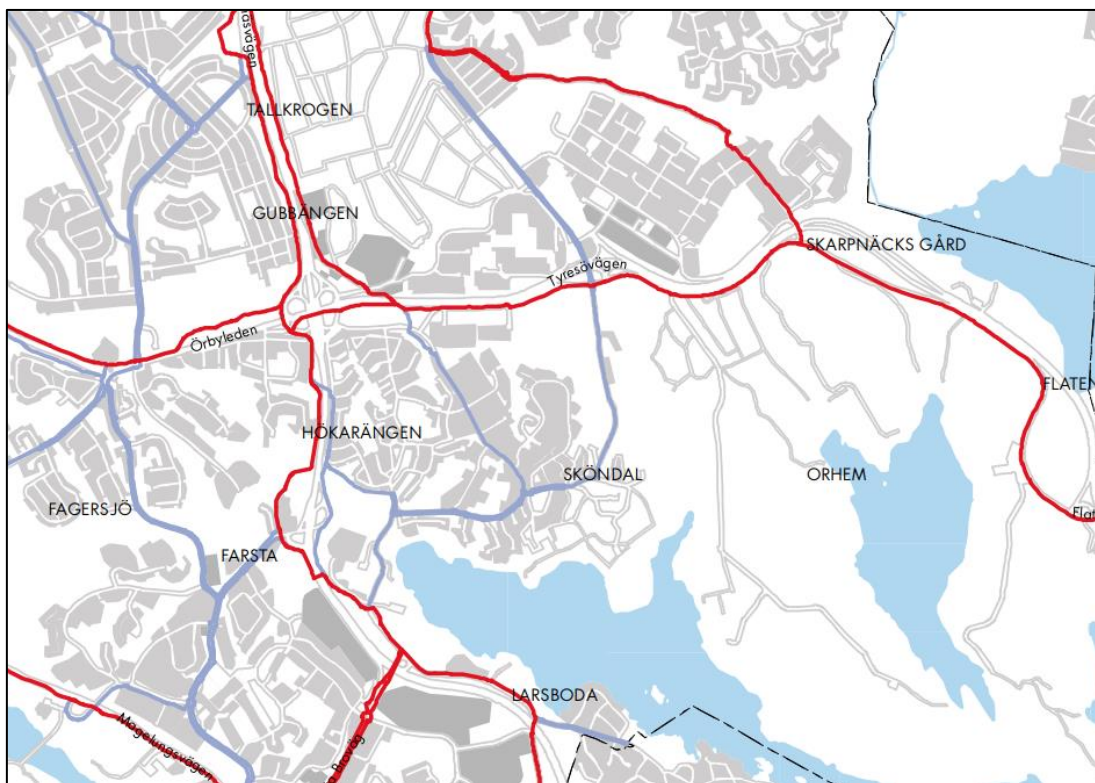 TALLKROGEN
GUBBÄNGEN
SKARPNÄCKS GÅRD
Tyresövägen
Örbyleden
FLATEN
HÖKARÄNGEN
SKÖNDAL
ORHEM
FAGERSJÖ
FARSTA
LARSBODA
Magelungsvägen